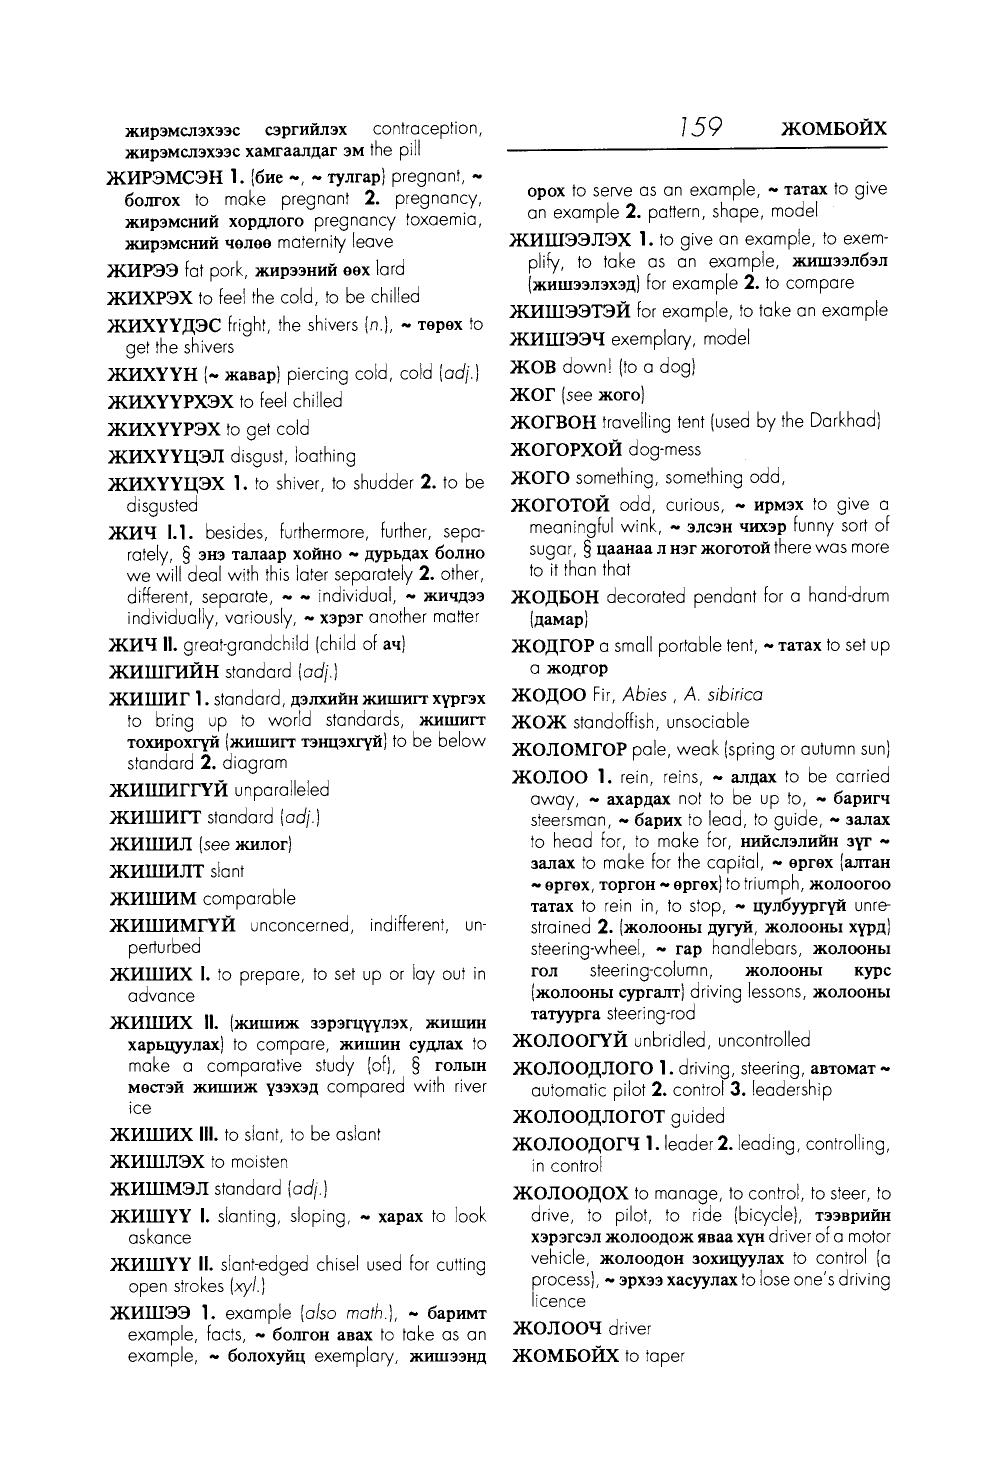 жирэмслэхээс сэргийлэх contraception,
жирэмслэхээс хамгаалдаг эм the pill
ЖИРЭМСЭН 1. (бие ~, ~ тулгар) pregnant, ~
болгох to make pregnant 2. pregnancy,
жирэмсний хордлого pregnancy toxaemia,
жирэмсний чөлөө maternity leave
ЖИРЭЭ fat pork, жирээний өөх lard
ЖИХРЭХ to feel the cold, to be chilled
ЖИХҮҮДЭС fright, the shivers (n.), ~ төрөх to
get the shivers
ЖИХҮҮН (~ жавар) piercing cold, cold (adj.)
ЖИХҮҮРХЭХ to feel chilled
ЖИХҮҮРЭХ to get cold
ЖИХҮҮЦЭЛ disgust, loathing
ЖИХҮҮЦЭХ 1. to shiver, to shudder 2. to be
disgusted
ЖИЧ I.1. besides, furthermore, further, sepa-
rately, § энэ талаар хойно ~ дурьдах болно
we will deal with this later separately 2. other,
different, separate, ~ ~ individual, ~ жичдээ
individually, variously, ~ хэрэг another matter
ЖИЧ II. great-grandchild (child of ач)
ЖИШГИЙН standard (adj.)
ЖИШИГ 1. standard, дэлхийн жишигт хүргэх
to bring up to world standards, жишигт
тохирохгүй (жишигт тэнцэхгүй) to be below
standard 2. diagram
ЖИШИГГҮЙ unparalleled
ЖИШИГТ standard (adj.)
ЖИШИЛ (see жилог)
ЖИШИЛТ slant
ЖИШИМ comparable
ЖИШИМГҮЙ unconcerned, indifferent, un-
perturbed
ЖИШИХ I. to prepare, to set up or lay out in
advance
ЖИШИХ II. (жишиж зэрэгцүүлэх, жишин
харьцуулах) to compare, жишин судлах to
make a comparative study (of), § голын
мөстэй жишиж үзэхэд compared with river
ice
ЖИШИХ III. to slant, to be aslant
ЖИШЛЭХ to moisten
ЖИШМЭЛ standard (adj.)
ЖИШҮҮ I. slanting, sloping, ~ харах to look
askance
ЖИШҮҮ II. slant-edged chisel used for cutting
open strokes (xyl.)
ЖИШЭЭ 1. example (also math.), ~ баримт
example, facts, ~ болгон авах to take as an
example, ~ болохуйц exemplary, жишээнд
159 ЖОМБОЙХ
орох to serve as an example, ~ татах to give
an example 2. pattern, shape, model
ЖИШЭЭЛЭХ 1. to give an example, to exem-
plify, to take as an example, жишээлбэл
(жишээлэхэд) for example 2. to compare
ЖИШЭЭТЭЙ for example, to take an example
ЖИШЭЭЧ exemplary, model
ЖОВ down! (to a dog)
ЖОГ (see жого)
ЖОГВОН travelling tent (used by the Darkhad)
ЖОГОРХОЙ dog-mess
ЖОГО something, something odd,
ЖОГОТОЙ odd, curious, ~ ирмэх to give a
meaningful wink, ~ элсэн чихэр funny sort of
sugar, § цаанаа л нэг жоготой there was more
to it than that
ЖОДБОН decorated pendant for a hand-drum
(дамар)
ЖОДГОР a small portable tent, ~ татах to set up
a жодгор
ЖОДОО Fir, Abies , A. sibirica
ЖОЖ standoffish, unsociable
ЖОЛОМГОР pale, weak (spring or autumn sun)
ЖОЛОО 1. rein, reins, ~ алдах to be carried
away, ~ ахардах not to be up to, ~ баригч
steersman, ~ барих to lead, to guide, ~ залах
to head for, to make for, нийслэлийн зүг ~
залах to make for the capital, ~ өргөх (алтан
~ өргөх, торгон ~ өргөх) to triumph, жолоогоо
татах to rein in, to stop, ~ цулбуургүй unre-
strained 2. (жолооны дугуй, жолооны хүрд)
steering-wheel, ~ гар handlebars, жолооны
гол steering-column, жолооны курс
(жолооны сургалт) driving lessons, жолооны
татуурга steering-rod
ЖОЛООГҮЙ unbridled, uncontrolled
ЖОЛООДЛОГО 1. driving, steering, автомат ~
automatic pilot 2. control 3. leadership
ЖОЛООДЛОГОТ guided
ЖОЛООДОГЧ 1. leader 2. leading, controlling,
in control
ЖОЛООДОХ to manage, to control, to steer, to
drive, to pilot, to ride (bicycle), тээврийн
хэрэгсэл жолоодож яваа хүн driver of a motor
vehicle, жолоодон зохицуулах to control (a
process), ~ эрхээ хасуулах to lose one's driving
licence
ЖОЛООЧ driver
ЖОМБОЙХ to taper